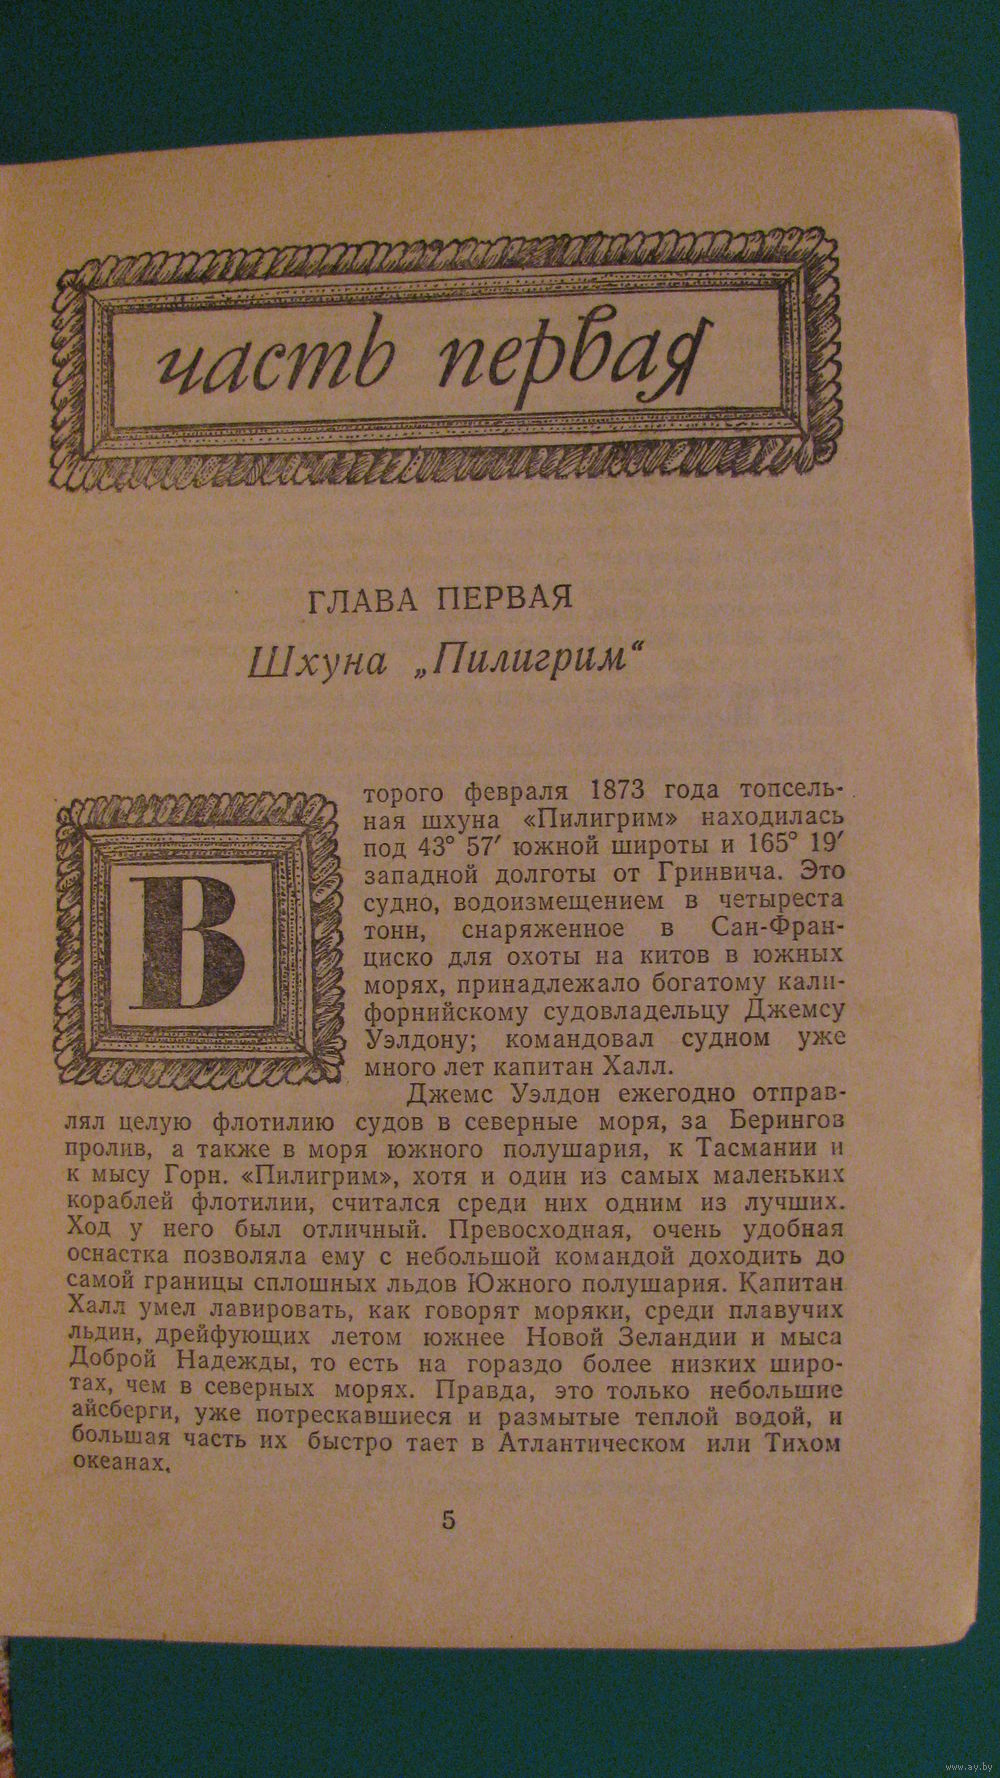 часть первая
ГЛАВА ПЕРВАЯ
Шхуна „Пилигрим“
В
торого февраля 1873 года топсель-
ная шхуна «Пилигрим» находилась
под 43° 57′ южной широты и 165° 19′
западной долготы от Гринвича. Это
судно, водоизмещением в четыреста
тонн, снаряженное в Сан-Фран-
циско для охоты на китов в южных
морях, принадлежало богатому кали-
форнийскому судовладельцу Джемсу
Уэлдону; командовал судном уже
много лет капитан Халл.
Джемс Уэлдон ежегодно отправ-
лял целую флотилию судов в северные моря, за Берингов
пролив, а также в моря южного полушария, к Тасмании и
к мысу Горн. «Пилигрим», хотя и один из самых маленьких
кораблей флотилии, считался среди них одним из лучших.
Ход у него был отличный. Превосходная, очень удобная
оснастка позволяла ему с небольшой командой доходить до
самой границы сплошных льдов Южного полушария. Капитан
Халл умел лавировать, как говорят моряки, среди плавучих
льдин, дрейфующих летом южнее Новой Зеландии и мыса
Доброй Надежды, то есть на гораздо более низких широ-
тах, чем в северных морях. Правда, это только небольшие
айсберги, уже потрескавшиеся и размытые теплой водой, и
большая часть их быстро тает в Атлантическом или Тихом
океанах.
5
www.ay.by